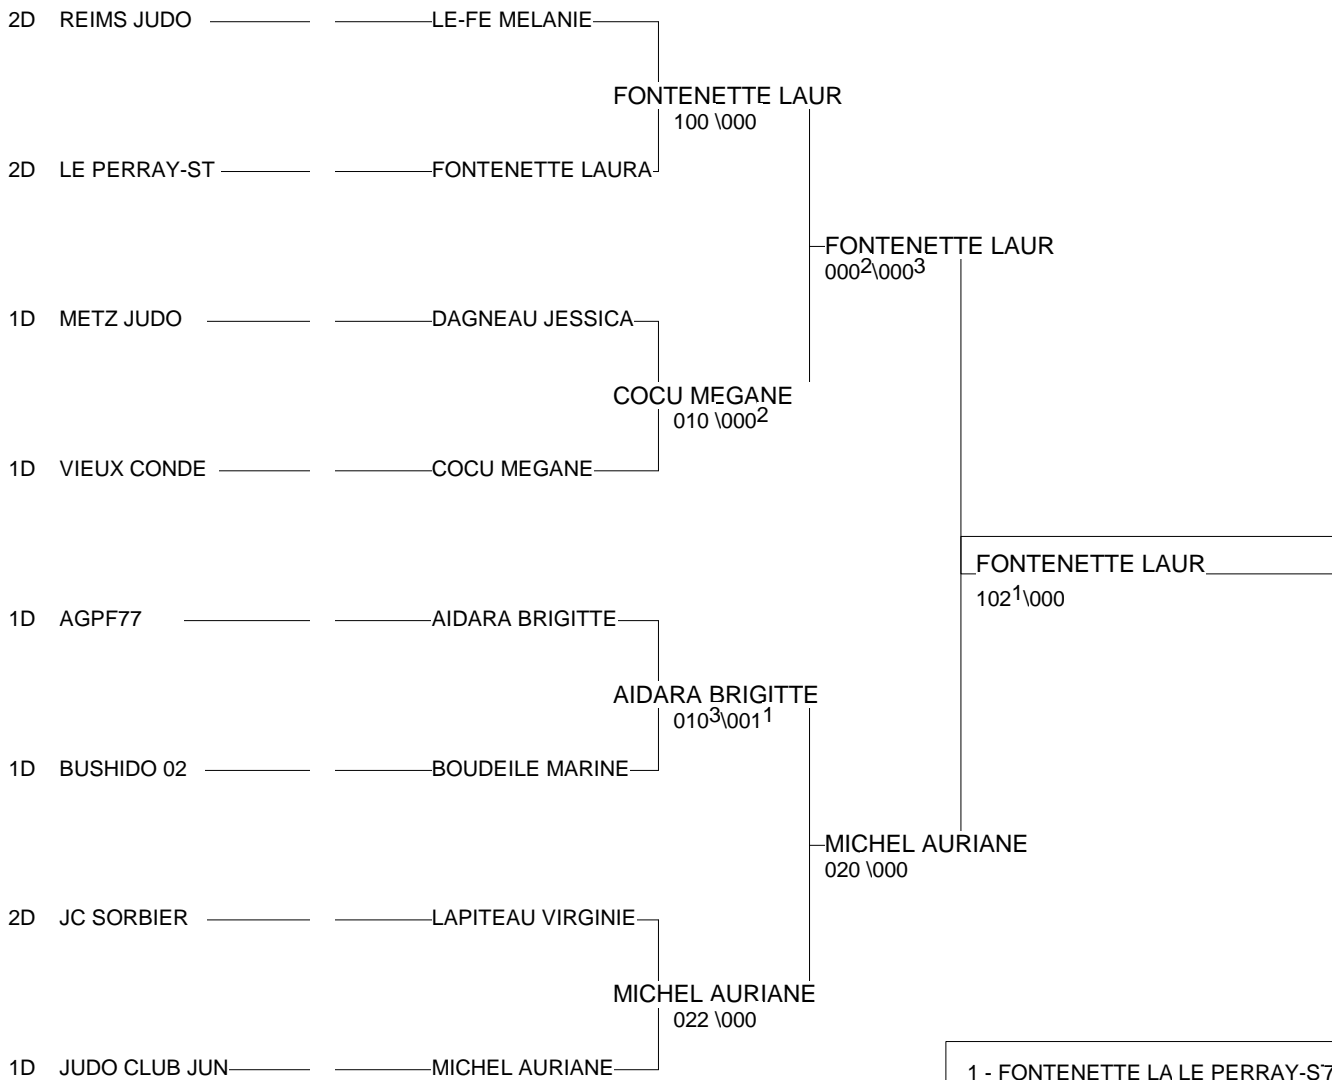 2D REIMS JUDO LE-FE MELANIE
FONTENETTE LAUR
100 \000
2D LE PERRAY-ST FONTENETTE LAURA
FONTENETTE LAUR
000²\000³
1D METZ JUDO DAGNEAU JESSICA
COCU MEGANE
010 \000²
1D VIEUX CONDE COCU MEGANE
FONTENETTE LAUR
102¹\000
1D AGPF77 AIDARA BRIGITTE
AIDARA BRIGITTE
010³\001¹
1D BUSHIDO 02 BOUDEILE MARINE
MICHEL AURIANE
020 \000
2D JC SORBIER LAPITEAU VIRGINIE
MICHEL AURIANE
022 \000
1D JUDO CLUB JUN MICHEL AURIANE
1 - FONTENETTE LA LE PERRAY-S